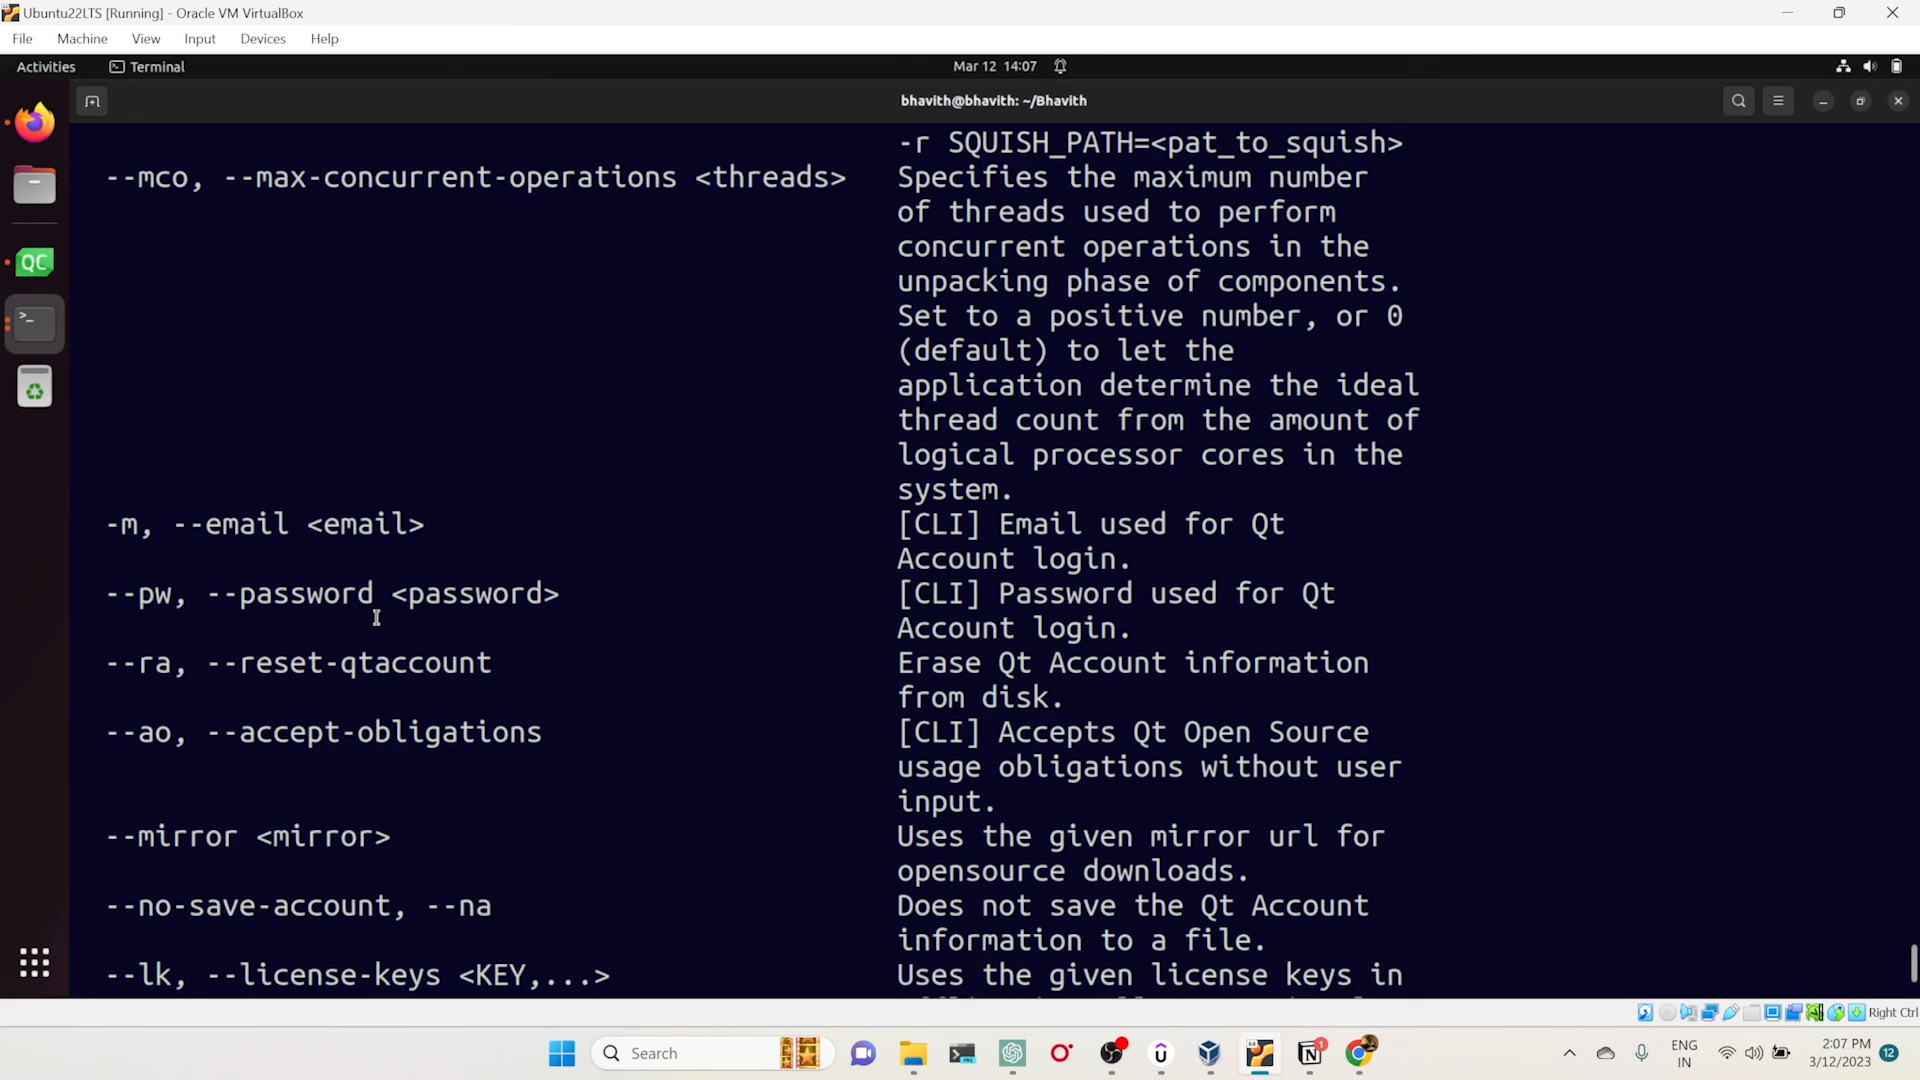 Ubuntu22LTS [Running] - Oracle VM VirtualBox
File Machine View Input Devices Help
Activities Terminal Mar 12 14:07
bhavith@bhavith: ~/Bhavith
-r SQUISH_PATH=<pat_to_squish>
--mco, --max-concurrent-operations <threads> Specifies the maximum number
of threads used to perform
concurrent operations in the
unpacking phase of components.
Set to a positive number, or 0
(default) to let the
application determine the ideal
thread count from the amount of
logical processor cores in the
system.
-m, --email <email> [CLI] Email used for Qt
Account login.
--pw, --password <password> [CLI] Password used for Qt
Account login.
--ra, --reset-qtaccount Erase Qt Account information
from disk.
--ao, --accept-obligations [CLI] Accepts Qt Open Source
usage obligations without user
input.
--mirror <mirror> Uses the given mirror url for
opensource downloads.
--no-save-account, --na Does not save the Qt Account
information to a file.
--lk, --license-keys <KEY,...> Uses the given license keys in
QC
Right Ctrl
Search
ENG
IN
2:07 PM
3/12/2023
12